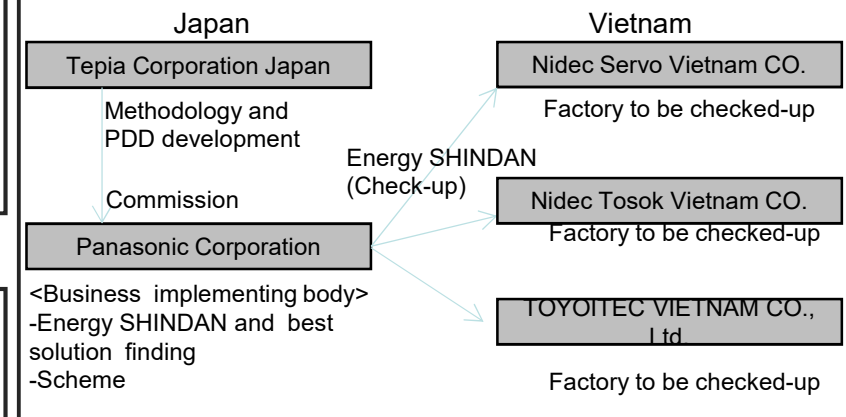 Japan
Vietnam
Tepia Corporation Japan
Nidec Servo Vietnam CO.
Methodology and
PDD development
Factory to be checked-up
Energy SHINDAN
(Check-up)
Commission
Nidec Tosok Vietnam CO.
Factory to be checked-up
Panasonic Corporation
<Business implementing body>
-Energy SHINDAN and best
solution finding
-Scheme
TOYOITEC VIETNAM CO.,
Ltd.
Factory to be checked-up